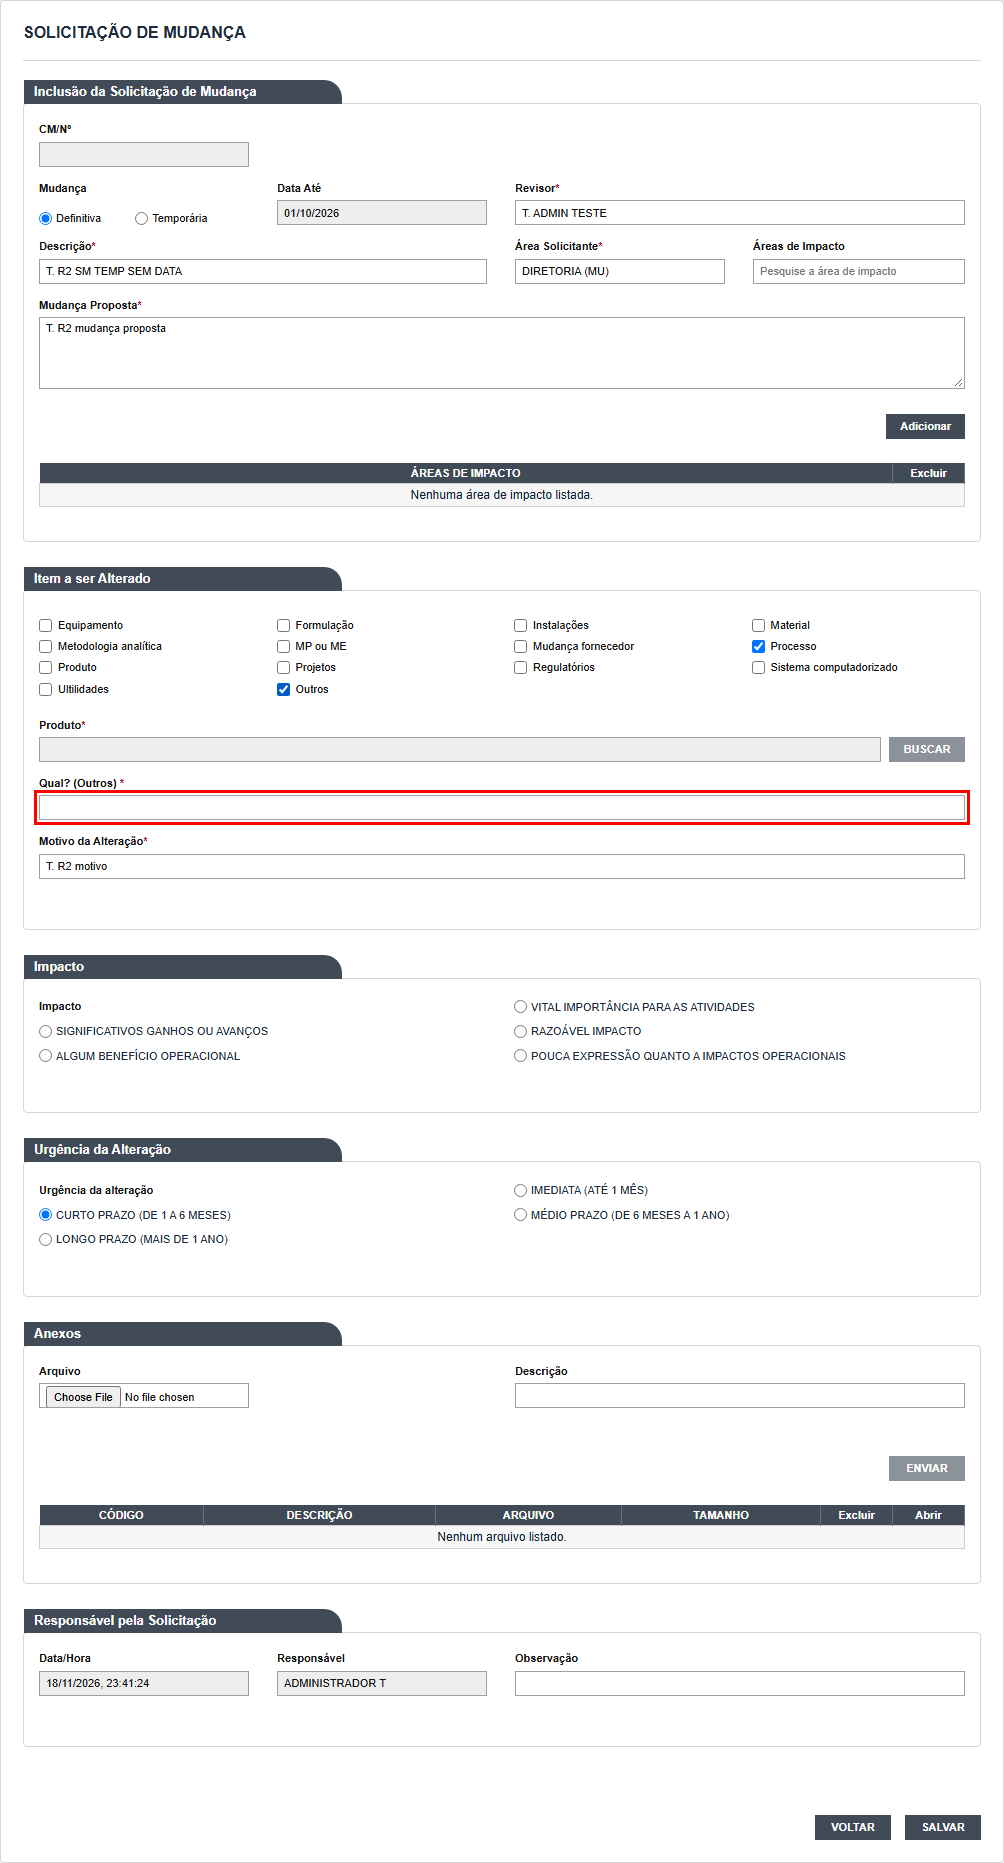 SOLICITAÇÃO DE MUDANÇA
Inclusão da Solicitação de Mudança
CM/Nº
Mudança
Data Até
Revisor*
Definitiva
Temporária
01/10/2026
T. ADMIN TESTE
Descrição*
Área Solicitante*
Áreas de Impacto
T. R2 SM TEMP SEM DATA
DIRETORIA (MU)
Pesquise a área de impacto
Mudança Proposta*
T. R2 mudança proposta
Adicionar
ÁREAS DE IMPACTO
Excluir
Nenhuma área de impacto listada.
Item a ser Alterado
Equipamento
Formulação
Instalações
Material
Metodologia analítica
MP ou ME
Mudança fornecedor
Processo
Produto
Projetos
Regulatórios
Sistema computadorizado
Ultilidades
Outros
Produto*
BUSCAR
Qual? (Outros) *
Motivo da Alteração*
T. R2 motivo
Impacto
Impacto
VITAL IMPORTÂNCIA PARA AS ATIVIDADES
SIGNIFICATIVOS GANHOS OU AVANÇOS
RAZOÁVEL IMPACTO
ALGUM BENEFÍCIO OPERACIONAL
POUCA EXPRESSÃO QUANTO A IMPACTOS OPERACIONAIS
Urgência da Alteração
Urgência da alteração
IMEDIATA (ATÉ 1 MÊS)
CURTO PRAZO (DE 1 A 6 MESES)
MÉDIO PRAZO (DE 6 MESES A 1 ANO)
LONGO PRAZO (MAIS DE 1 ANO)
Anexos
Arquivo
Descrição
Choose File No file chosen
ENVIAR
CÓDIGO
DESCRIÇÃO
ARQUIVO
TAMANHO
Excluir
Abrir
Nenhum arquivo listado.
Responsável pela Solicitação
Data/Hora
Responsável
Observação
18/11/2026, 23:41:24
ADMINISTRADOR T
VOLTAR
SALVAR